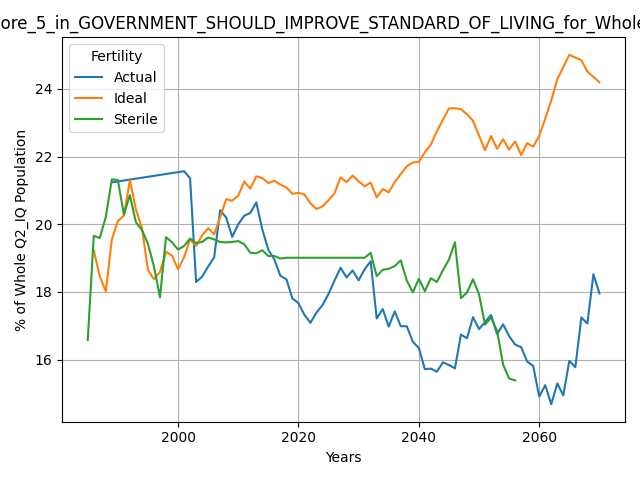 ore_5_in_GOVERNMENT_SHOULD_IMPROVE_STANDARD_OF_LIVING_for_Whole
Fertility
Actual
Ideal
Sterile
% of Whole Q2_IQ Population
24
22
20
18
16
2000
2020
2040
2060
Years